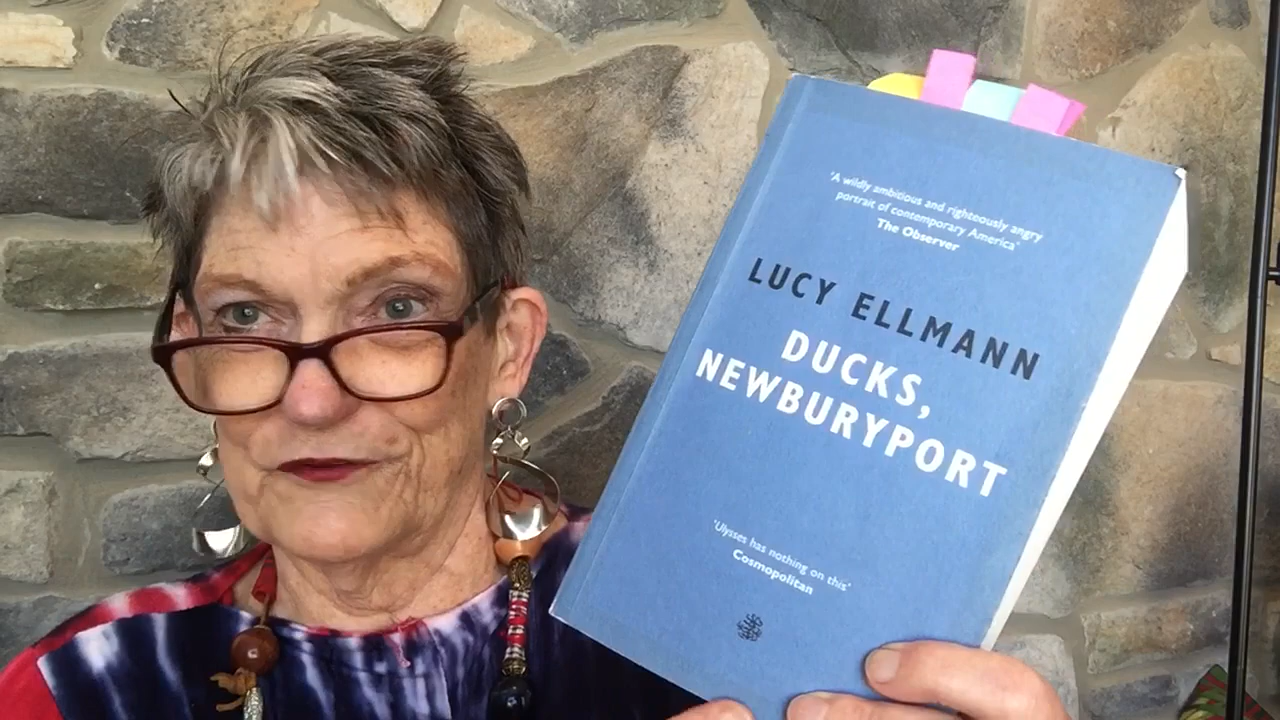 'A wildly ambitious and righteously angry
portrait of contemporary America'
The Observer
LUCY ELLMANN
DUCKS,
NEWBURYPORT
'Ulysses has nothing on this'
Cosmopolitan